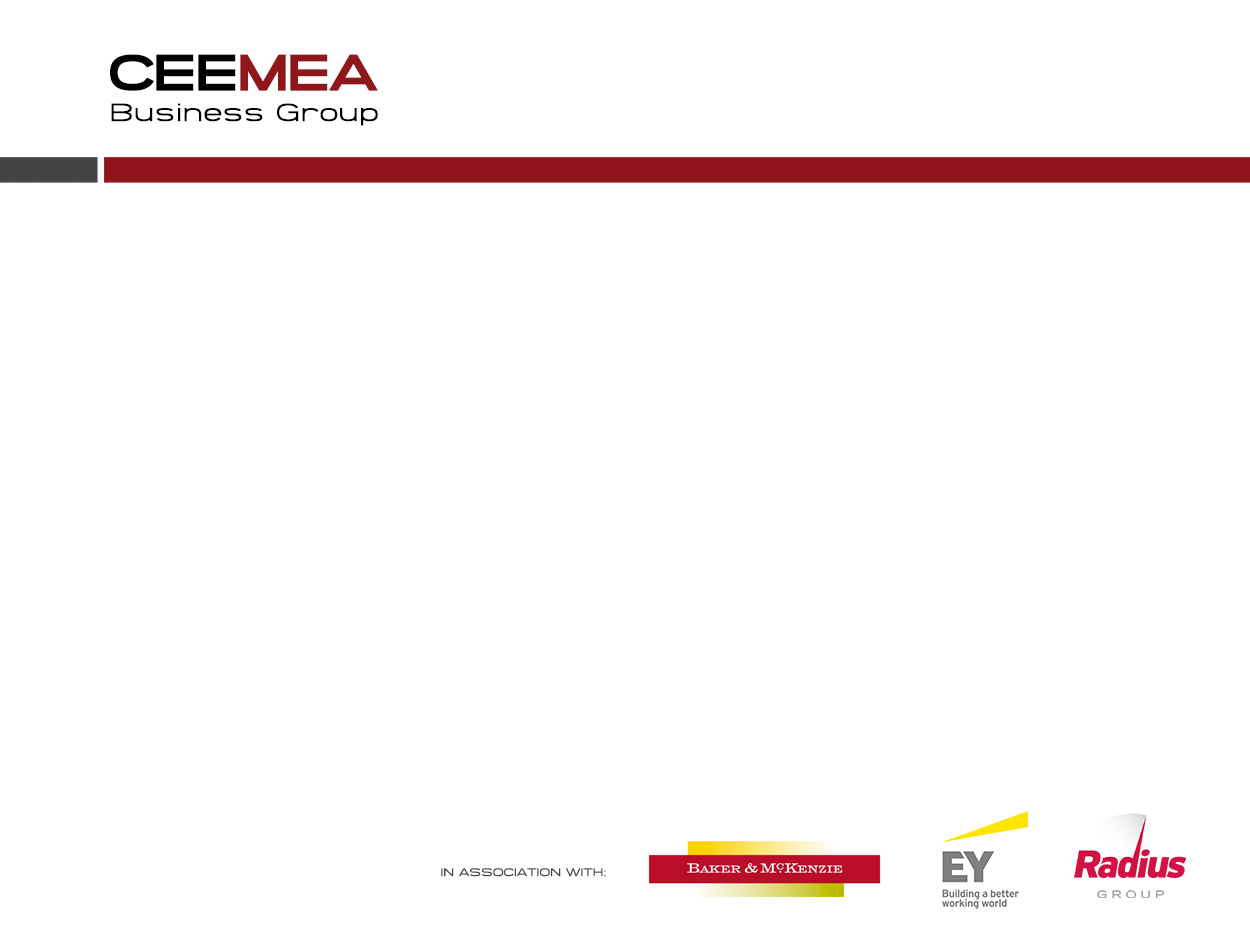 CEEMEA
Business Group
IN ASSOCIATION WITH:
BAKER & MCKENZIE
EY
Building a better
working world
Radius
GROUP